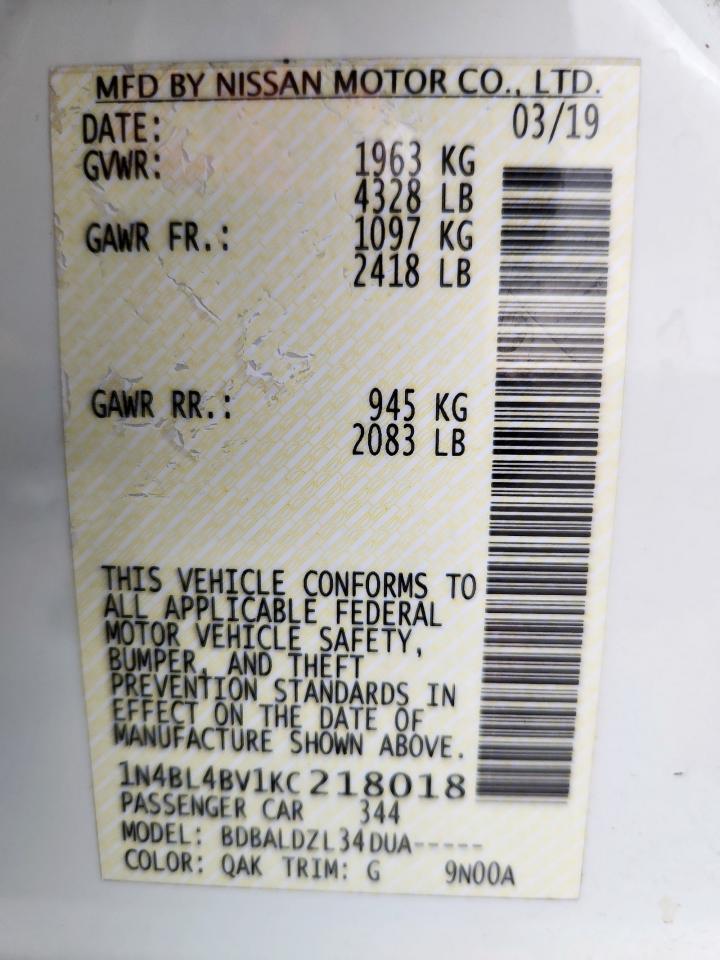 MFD BY NISSAN MOTOR CO., LTD.
DATE: 03/19
GVWR: 1963 KG
4328 LB
GAWR FR.: 1097 KG
2418 LB
GAWR RR.: 945 KG
2083 LB
THIS VEHICLE CONFORMS TO
ALL APPLICABLE FEDERAL
MOTOR VEHICLE SAFETY,
BUMPER, AND THEFT
PREVENTION STANDARDS IN
EFFECT ON THE DATE OF
MANUFACTURE SHOWN ABOVE.
1N4BL4BV1KC218018
PASSENGER CAR 344
MODEL: BDBALDZL34DUA-----
COLOR: QAK TRIM: G 9N00A